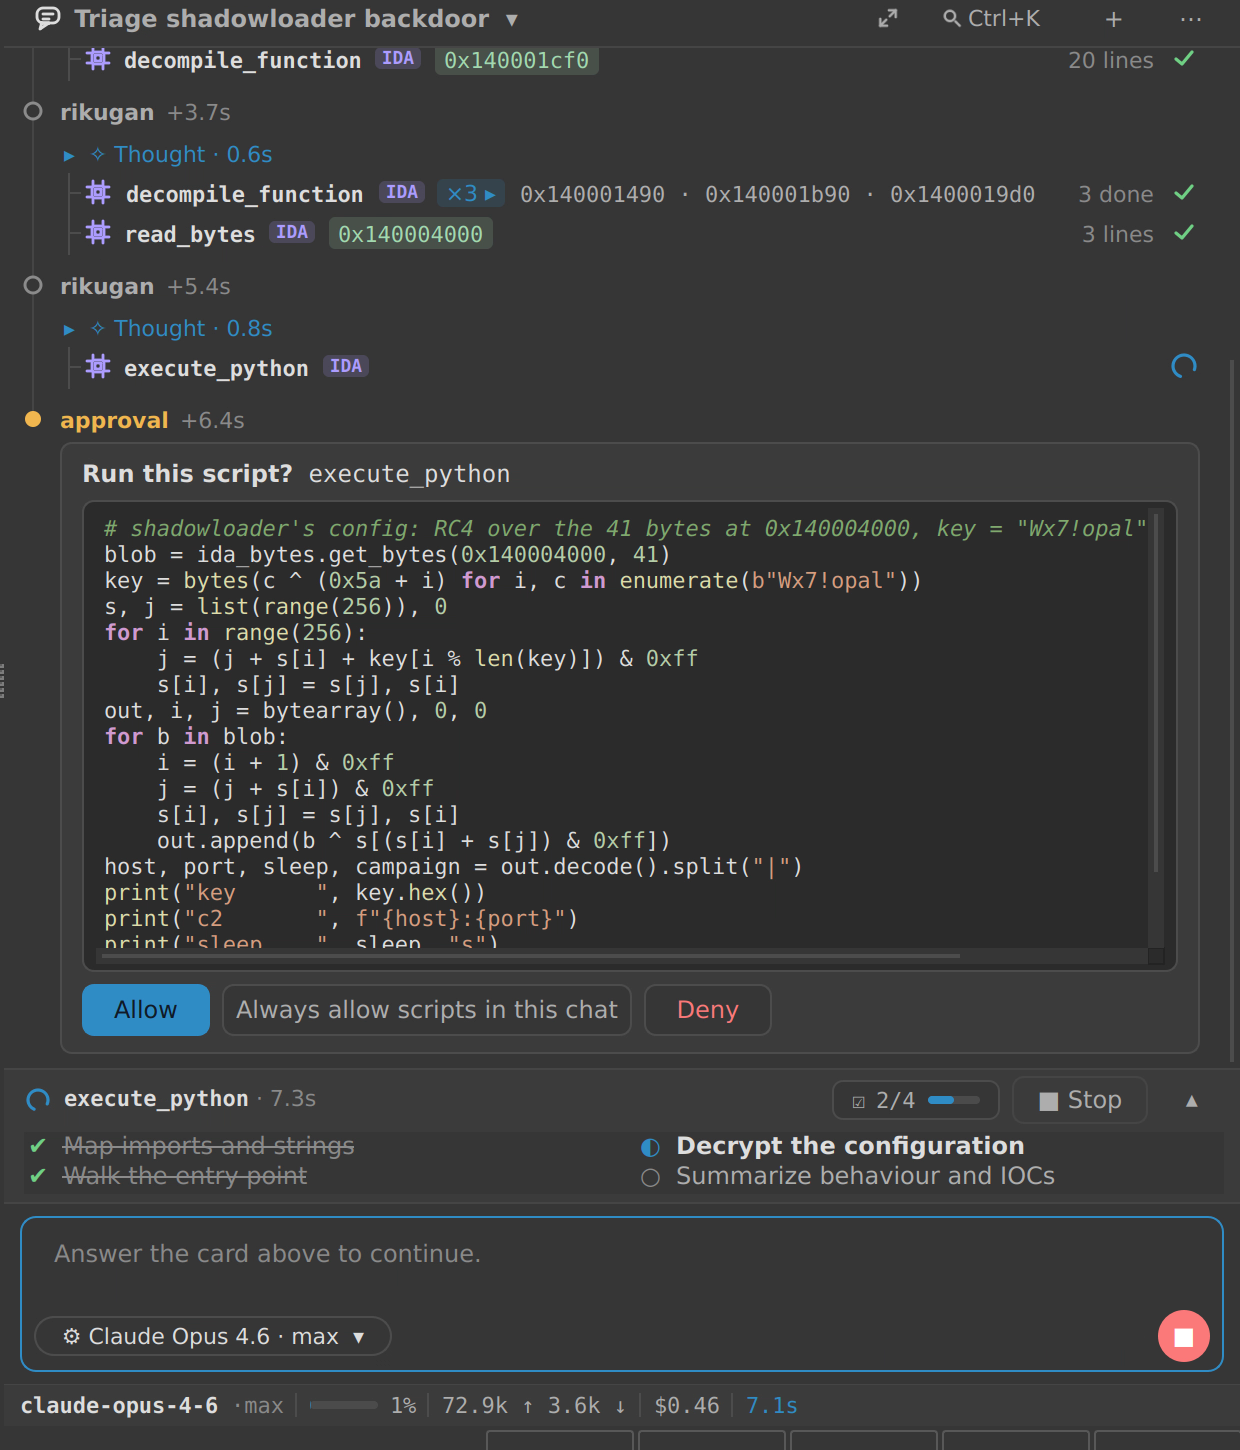 Triage shadowloader backdoor ▼ Ctrl+K + ⋯
decompile_function IDA 0x140001cf0 20 lines
rikugan +3.7s
▶ ✧ Thought · 0.6s
decompile_function IDA ×3 ▶ 0x140001490 · 0x140001b90 · 0x1400019d0 3 done
read_bytes IDA 0x140004000 3 lines
rikugan +5.4s
▶ ✧ Thought · 0.8s
execute_python IDA
approval +6.4s
Run this script? execute_python
# shadowloader's config: RC4 over the 41 bytes at 0x140004000, key = "Wx7!opal"
blob = ida_bytes.get_bytes(0x140004000, 41)
key = bytes(c ^ (0x5a + i) for i, c in enumerate(b"Wx7!opal"))
s, j = list(range(256)), 0
for i in range(256):
    j = (j + s[i] + key[i % len(key)]) & 0xff
    s[i], s[j] = s[j], s[i]
out, i, j = bytearray(), 0, 0
for b in blob:
    i = (i + 1) & 0xff
    j = (j + s[i]) & 0xff
    s[i], s[j] = s[j], s[i]
    out.append(b ^ s[(s[i] + s[j]) & 0xff])
host, port, sleep, campaign = out.decode().split("|")
print("key      ", key.hex())
print("c2       ", f"{host}:{port}")
print("sleep    ", sleep, "s")
Allow Always allow scripts in this chat Deny
execute_python · 7.3s ☑ 2/4 ■ Stop ▲
✔ Map imports and strings ◐ Decrypt the configuration
✔ Walk the entry point ○ Summarize behaviour and IOCs
Answer the card above to continue.
⚙ Claude Opus 4.6 · max ▼
claude-opus-4-6 ·max 1% 72.9k ↑ 3.6k ↓ $0.46 7.1s